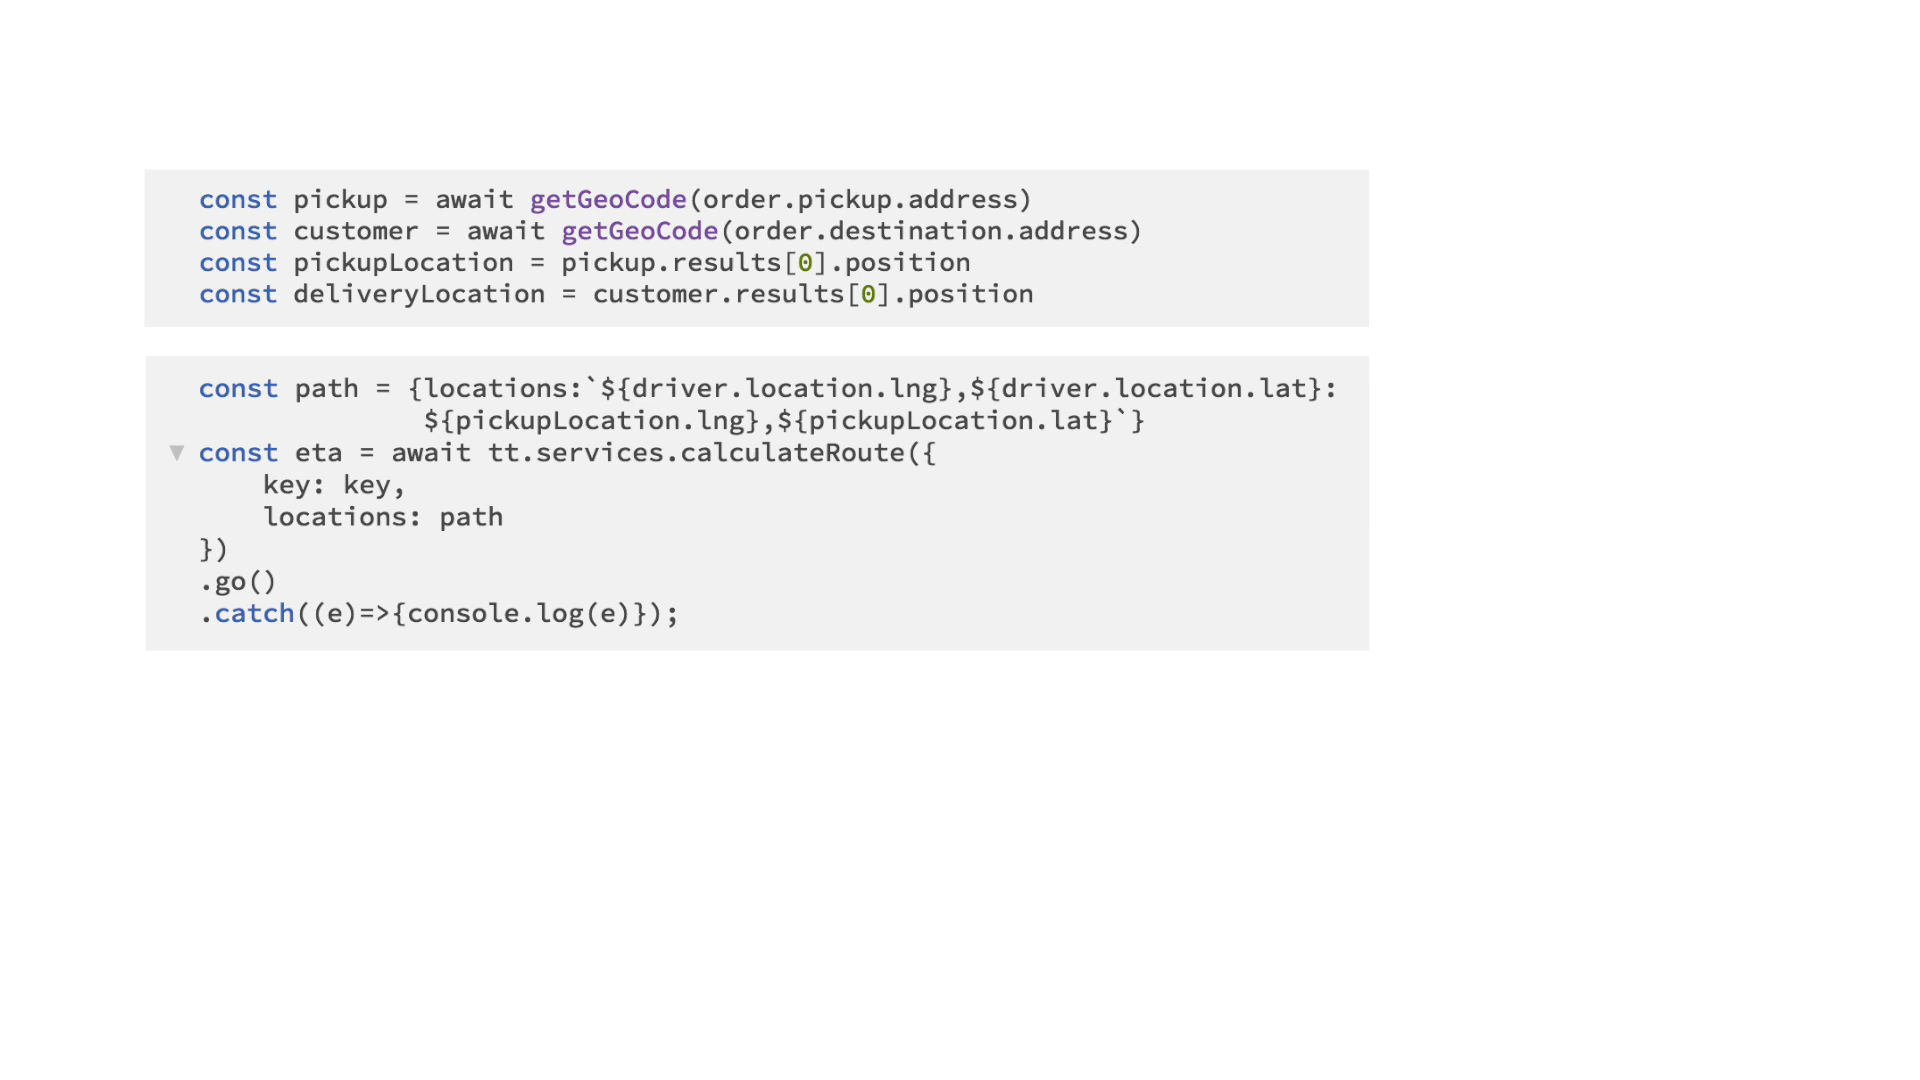 const pickup = await getGeoCode(order.pickup.address)
const customer = await getGeoCode(order.destination.address)
const pickupLocation = pickup.results[0].position
const deliveryLocation = customer.results[0].position
const path = {locations:`${driver.location.lng},${driver.location.lat}:
${pickupLocation.lng},${pickupLocation.lat}`}
const eta = await tt.services.calculateRoute({
key: key,
locations: path
})
.go()
.catch((e)=>{console.log(e)});